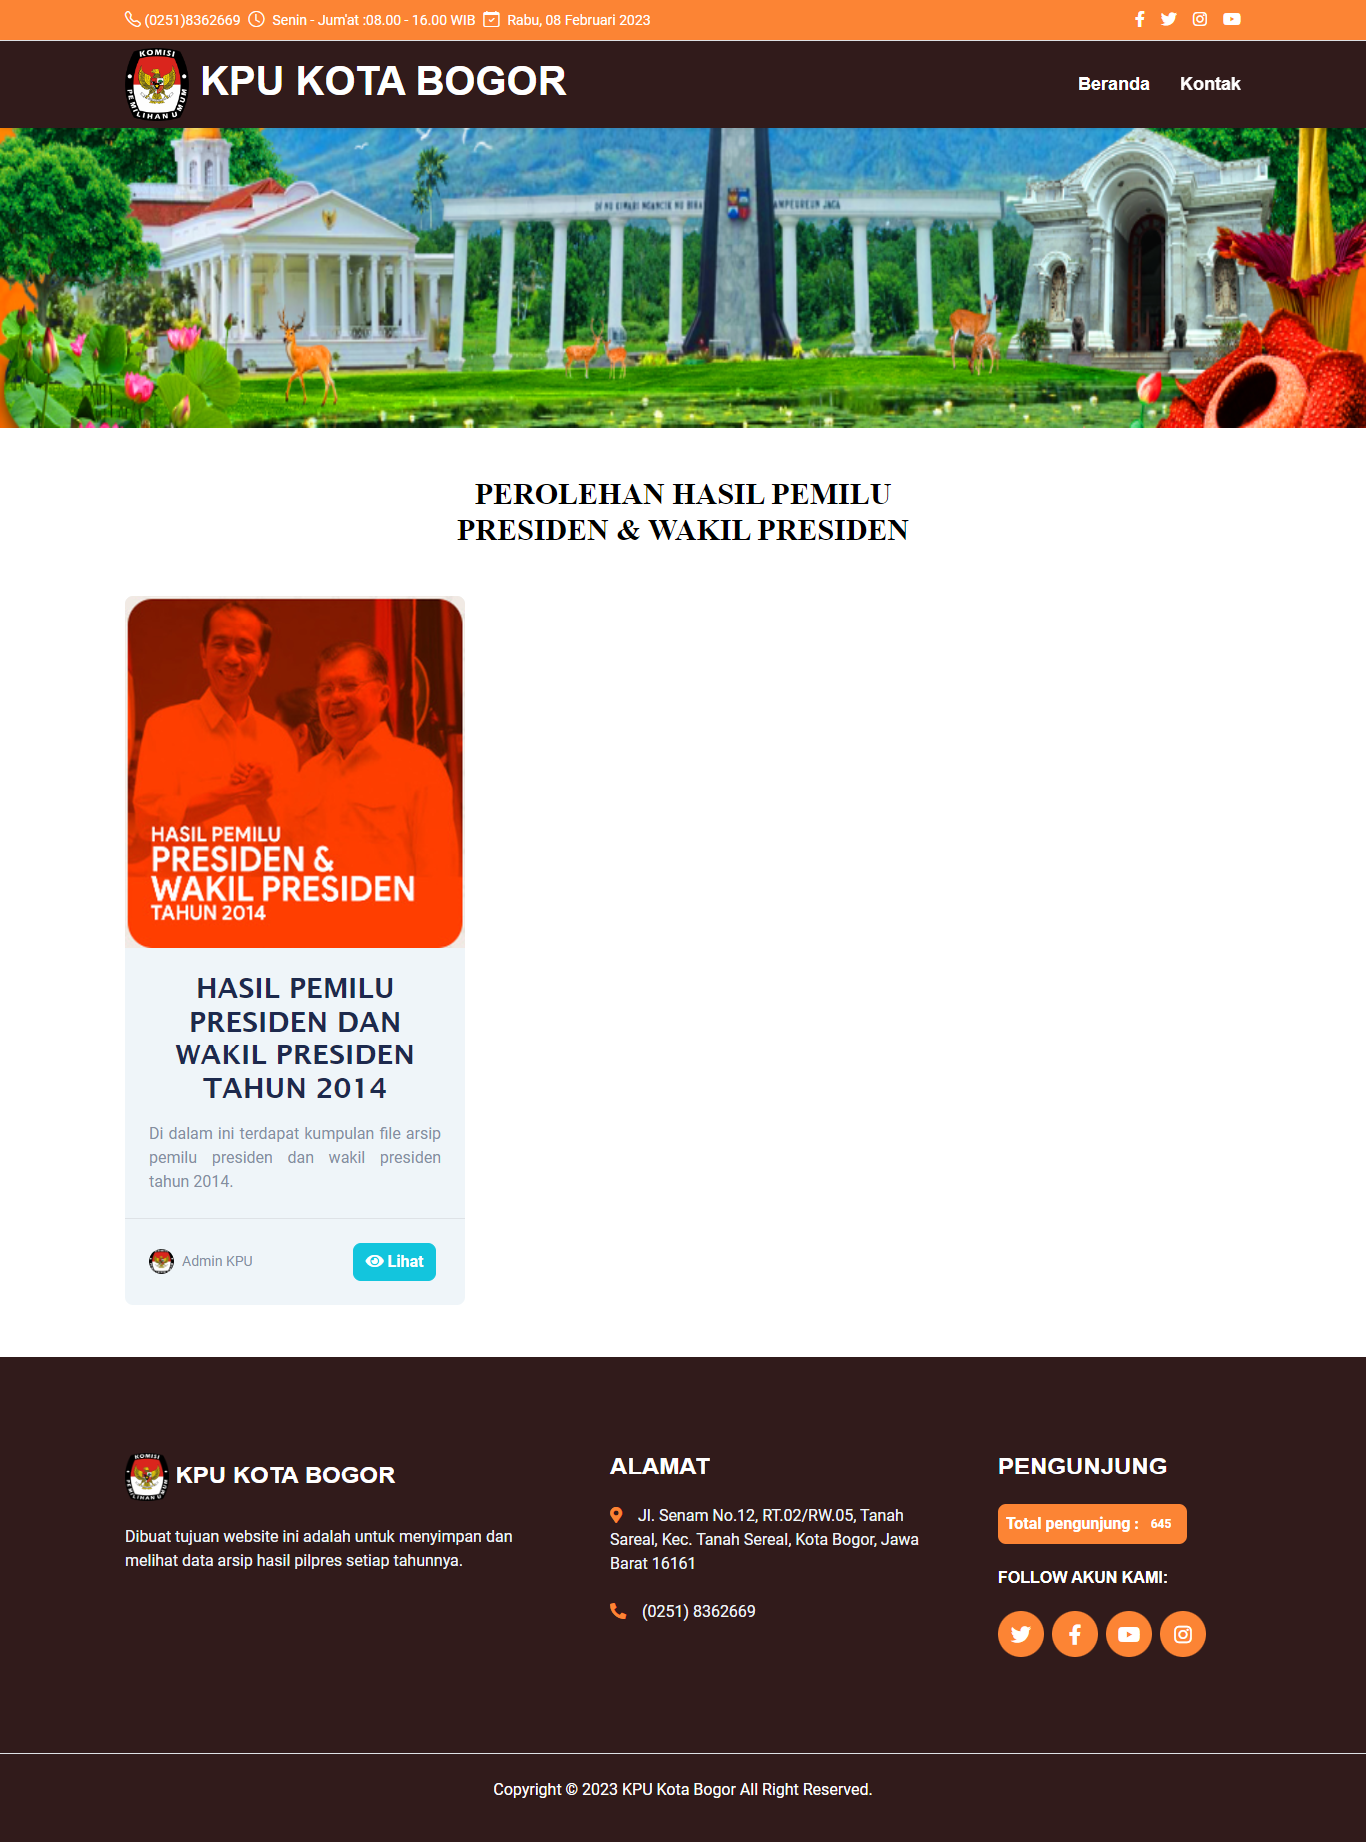 (0251)8362669 Senin - Jum'at :08.00 - 16.00 WIB Rabu, 08 Februari 2023
KOMISI
PEMILIHAN UMUM
KPU KOTA BOGOR
Beranda Kontak
PEROLEHAN HASIL PEMILU
PRESIDEN & WAKIL PRESIDEN
HASIL PEMILU
PRESIDEN &
WAKIL PRESIDEN
TAHUN 2014
HASIL PEMILU
PRESIDEN DAN
WAKIL PRESIDEN
TAHUN 2014
Di dalam ini terdapat kumpulan file arsip
pemilu presiden dan wakil presiden
tahun 2014.
Admin KPU
Lihat
KOMISI
PEMILIHAN UMUM
KPU KOTA BOGOR
Dibuat tujuan website ini adalah untuk menyimpan dan
melihat data arsip hasil pilpres setiap tahunnya.
ALAMAT
Jl. Senam No.12, RT.02/RW.05, Tanah
Sareal, Kec. Tanah Sereal, Kota Bogor, Jawa
Barat 16161
(0251) 8362669
PENGUNJUNG
Total pengunjung : 645
FOLLOW AKUN KAMI:
Copyright © 2023 KPU Kota Bogor All Right Reserved.